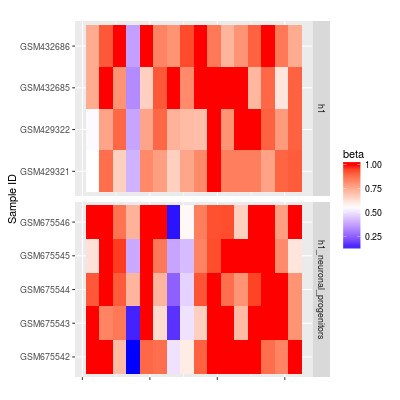 GSM432686
GSM432685
GSM429322
GSM429321
h1
GSM675546
GSM675545
GSM675544
GSM675543
GSM675542
h1_neuronal_progenitors
Sample ID
beta
1.00
0.75
0.50
0.25